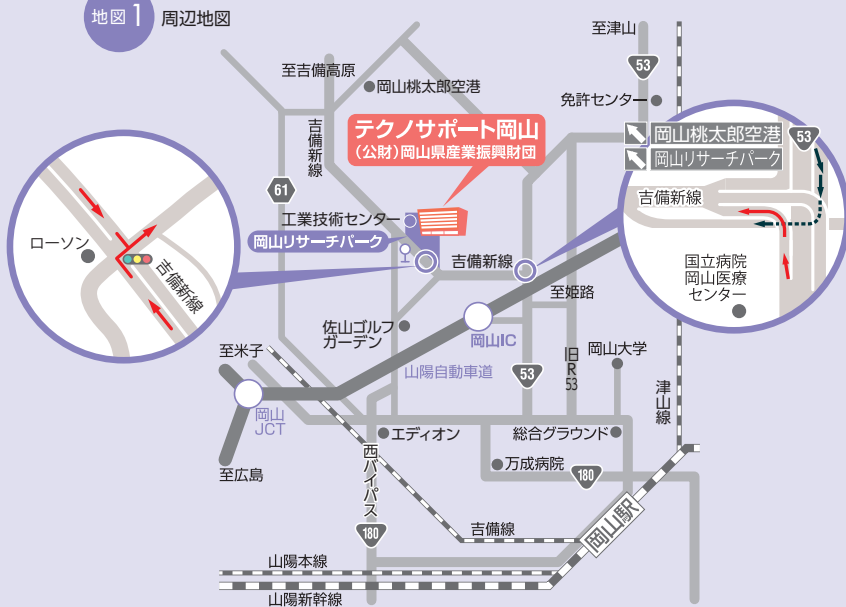 地図1 周辺地図
至津山
53
至吉備高原
岡山桃太郎空港
免許センター
吉備新線
テクノサポート岡山
(公財)岡山県産業振興財団
岡山桃太郎空港
53
岡山リサーチパーク
61
吉備新線
工業技術センター
ローソン
岡山リサーチパーク
吉備新線
吉備新線
国立病院
岡山医療
センター
至姫路
佐山ゴルフ
ガーデン
岡山IC
至米子
旧R53
岡山大学
山陽自動車道
53
津山線
岡山
JCT
エディオン
総合グラウンド
西バイパス
万成病院
180
至広島
岡山駅
吉備線
180
山陽本線
山陽新幹線